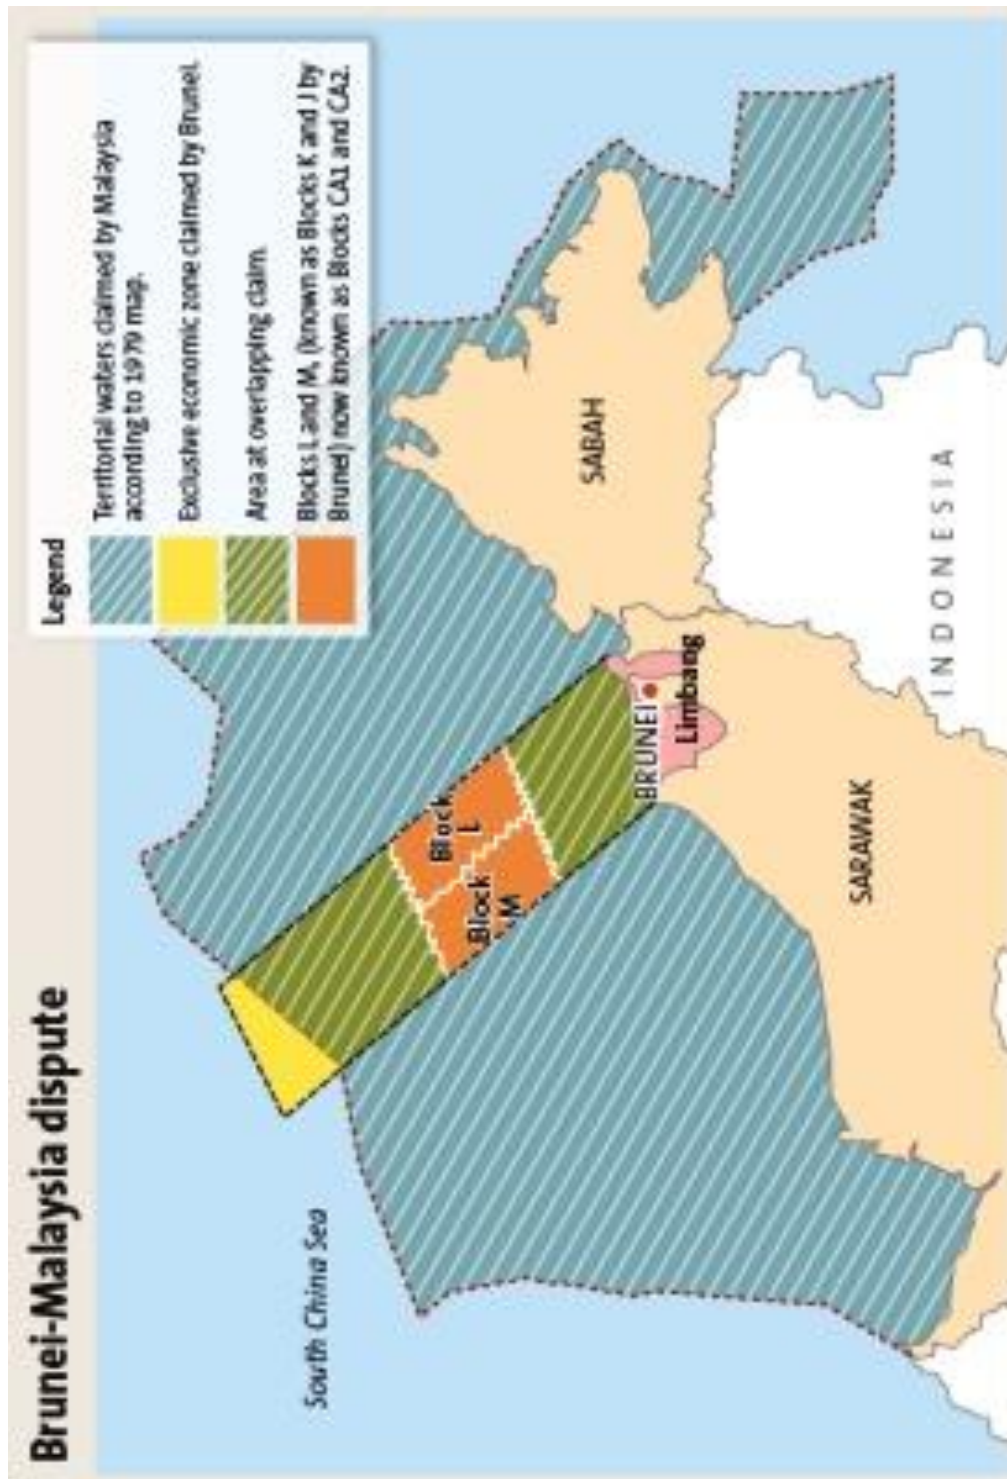 Brunei-Malaysia dispute
Legend
Territorial waters claimed by Malaysia
according to 1979 map.
Exclusive economic zone claimed by Brunei.
Area at overlapping claim.
Blocks L and M, (known as Blocks K and J by
Brunei) now known as Blocks CA1 and CA2.
South China Sea
Block
L
Block
M
BRUNEI
Limbang
SABAH
SARAWAK
INDONESIA